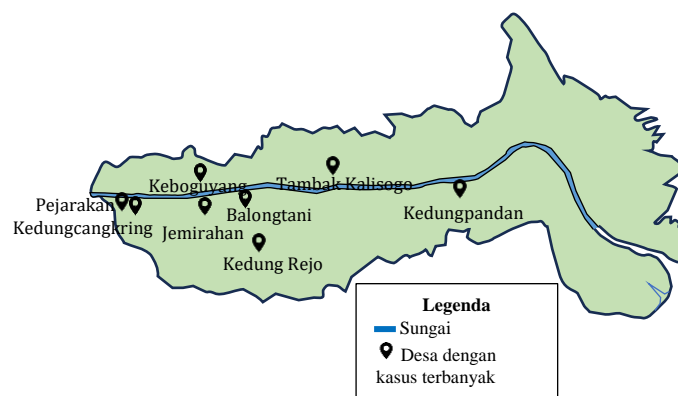 Keboguyang
Tambak Kalisogo
Pejarakan
Kedungcangkring
Jemirahan
Balongtani
Kedungpandan
Kedung Rejo
Legenda
Sungai
Desa dengan
kasus terbanyak